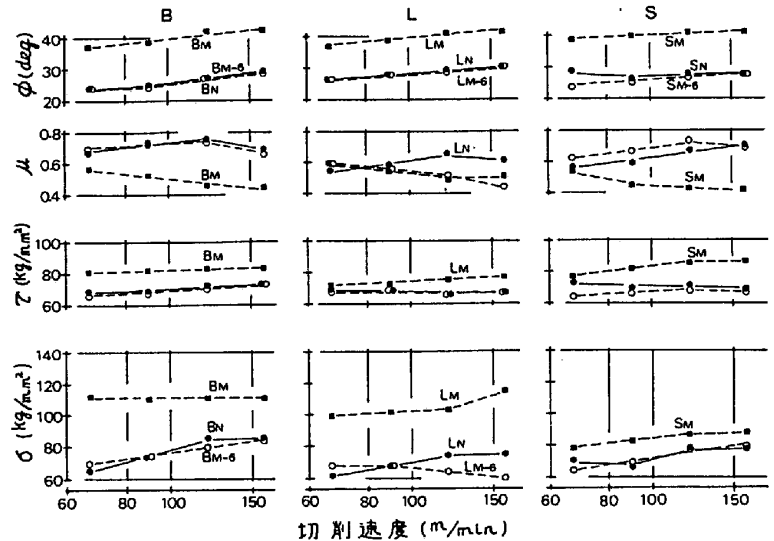 B L S
40
30
20
ϕ(deg)
BM
BM-6
BN
LM
LN
LM-6
SM
SN
SM-6
0.8
0.6
0.4
μ
BM
LN
SM
100
80
60
τ(kg/mm²)
BM
LM
SM
140
120
100
80
60
σ(kg/mm²)
BM
BN
BM-6
LM
LN
LM-6
SM
60 80 100 150 60 80 100 150 60 80 100 150
切削速度(m/min)